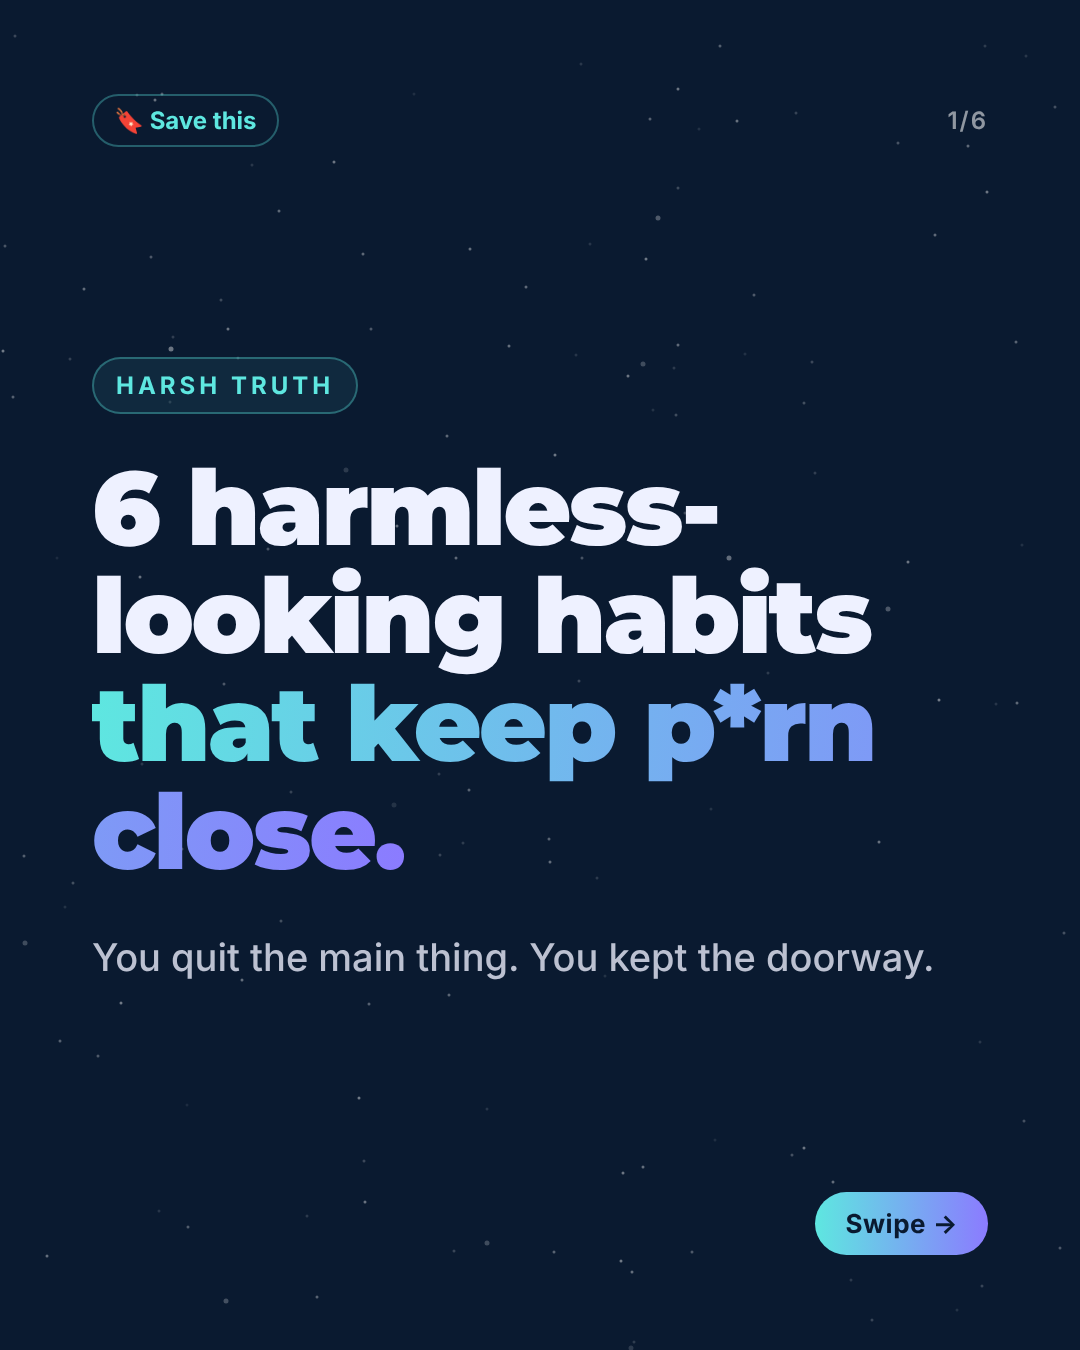 🔖 Save this
1/6
HARSH TRUTH
6 harmless-
looking habits
that keep p*rn
close.
You quit the main thing. You kept the doorway.
Swipe →